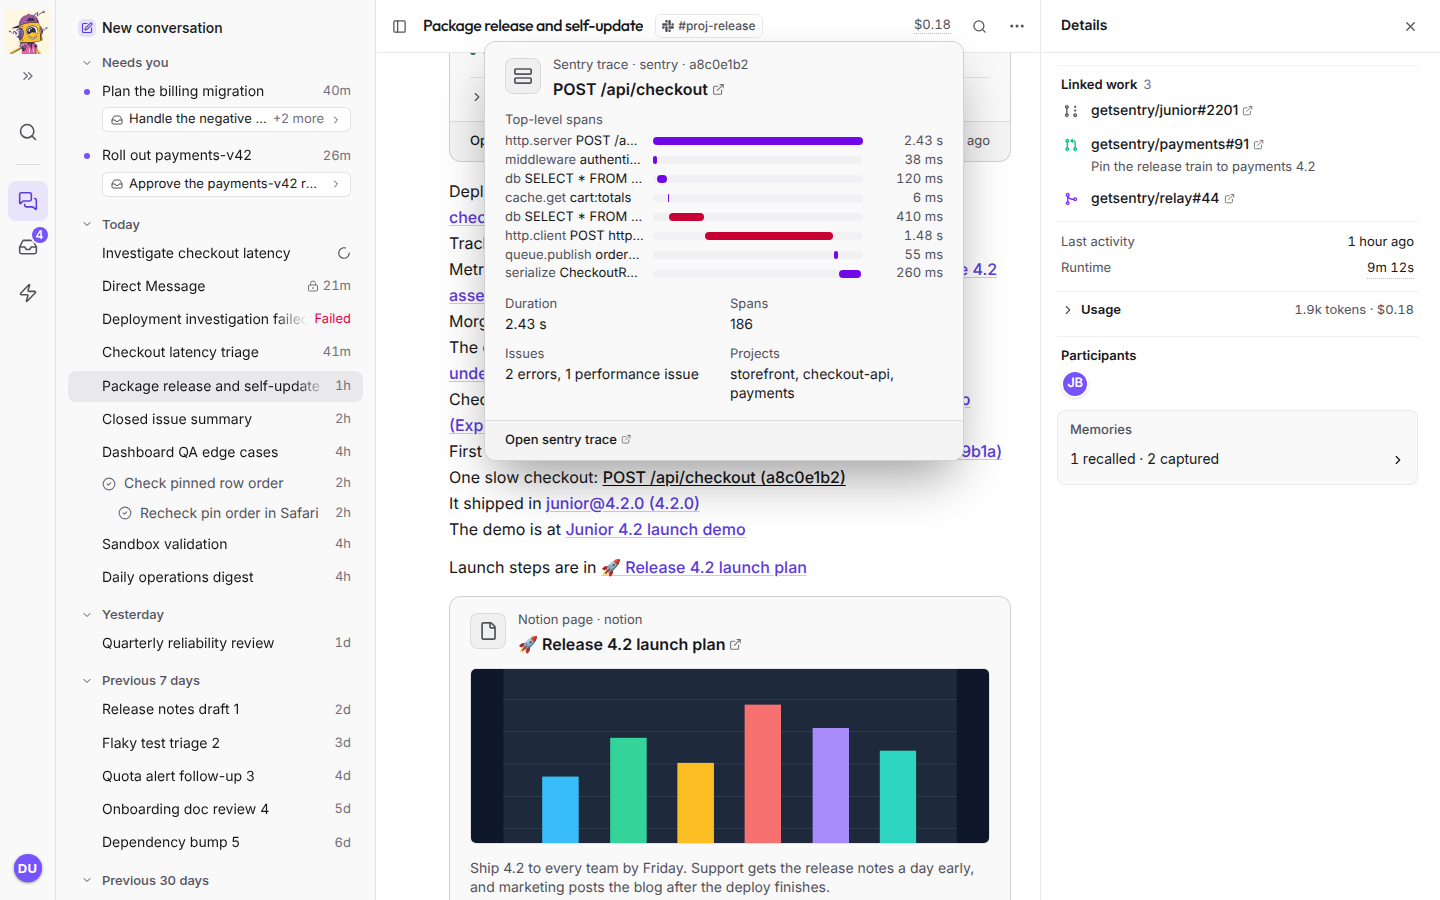 New conversation
Needs you
Plan the billing migration 40m
Handle the negative ... +2 more
Roll out payments-v42 26m
Approve the payments-v42 r...
Today
Investigate checkout latency
Direct Message 21m
Deployment investigation failed Failed
Checkout latency triage 41m
Package release and self-update 1h
Closed issue summary 2h
Dashboard QA edge cases 2h
Check pinned row order 2h
Recheck pin order in Safari 2h
Sandbox validation 4h
Daily operations digest 4h
Yesterday
Quarterly reliability review 1d
Previous 7 days
Release notes draft 1 2d
Flaky test triage 2 3d
Quota alert follow-up 3 4d
Onboarding doc review 4 5d
Dependency bump 5 6d
Previous 30 days
4
DU
Package release and self-update #proj-release $0.18
Sentry trace · sentry · a8c0e1b2
POST /api/checkout
Top-level spans
http.server POST /a... 2.43 s
middleware authenti... 38 ms
db SELECT * FROM ... 120 ms
cache.get cart:totals 6 ms
db SELECT * FROM ... 410 ms
http.client POST http... 1.48 s
queue.publish order... 55 ms
serialize CheckoutR... 260 ms
Duration Spans
2.43 s 186
Issues Projects
2 errors, 1 performance issue storefront, checkout-api,
payments
Open sentry trace
ago
e 4.2
(Exp
First 9b1a)
One slow checkout: POST /api/checkout (a8c0e1b2)
It shipped in junior@4.2.0 (4.2.0)
The demo is at Junior 4.2 launch demo
Launch steps are in 🚀 Release 4.2 launch plan
Notion page · notion
🚀 Release 4.2 launch plan
Ship 4.2 to every team by Friday. Support gets the release notes a day early,
and marketing posts the blog after the deploy finishes.
Details
Linked work 3
getsentry/junior#2201
getsentry/payments#91
Pin the release train to payments 4.2
getsentry/relay#44
Last activity 1 hour ago
Runtime 9m 12s
Usage 1.9k tokens · $0.18
Participants
JB
Memories
1 recalled · 2 captured